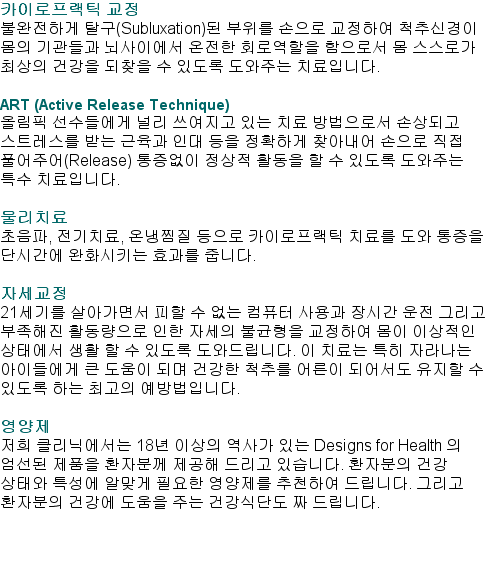 카이로프랙틱 교정
불완전하게 탈구(Subluxation)된 부위를 손으로 교정하여 척추신경이
몸의 기관들과 뇌사이에서 온전한 회로역할을 함으로서 몸 스스로가
최상의 건강을 되찾을 수 있도록 도와주는 치료입니다.
ART (Active Release Technique)
올림픽 선수들에게 널리 쓰여지고 있는 치료 방법으로서 손상되고
스트레스를 받는 근육과 인대 등을 정확하게 찾아내어 손으로 직접
풀어주어(Release) 통증없이 정상적 활동을 할 수 있도록 도와주는
특수 치료입니다.
물리치료
초음파, 전기치료, 온냉찜질 등으로 카이로프랙틱 치료를 도와 통증을
단시간에 완화시키는 효과를 줍니다.
자세교정
21세기를 살아가면서 피할 수 없는 컴퓨터 사용과 장시간 운전 그리고
부족해진 활동량으로 인한 자세의 불균형을 교정하여 몸이 이상적인
상태에서 생활 할 수 있도록 도와드립니다. 이 치료는 특히 자라나는
아이들에게 큰 도움이 되며 건강한 척추를 어른이 되어서도 유지할 수
있도록 하는 최고의 예방법입니다.
영양제
저희 클리닉에서는 18년 이상의 역사가 있는 Designs for Health 의
엄선된 제품을 환자분께 제공해 드리고 있습니다. 환자분의 건강
상태와 특성에 알맞게 필요한 영양제를 추천하여 드립니다. 그리고
환자분의 건강에 도움을 주는 건강식단도 짜 드립니다.